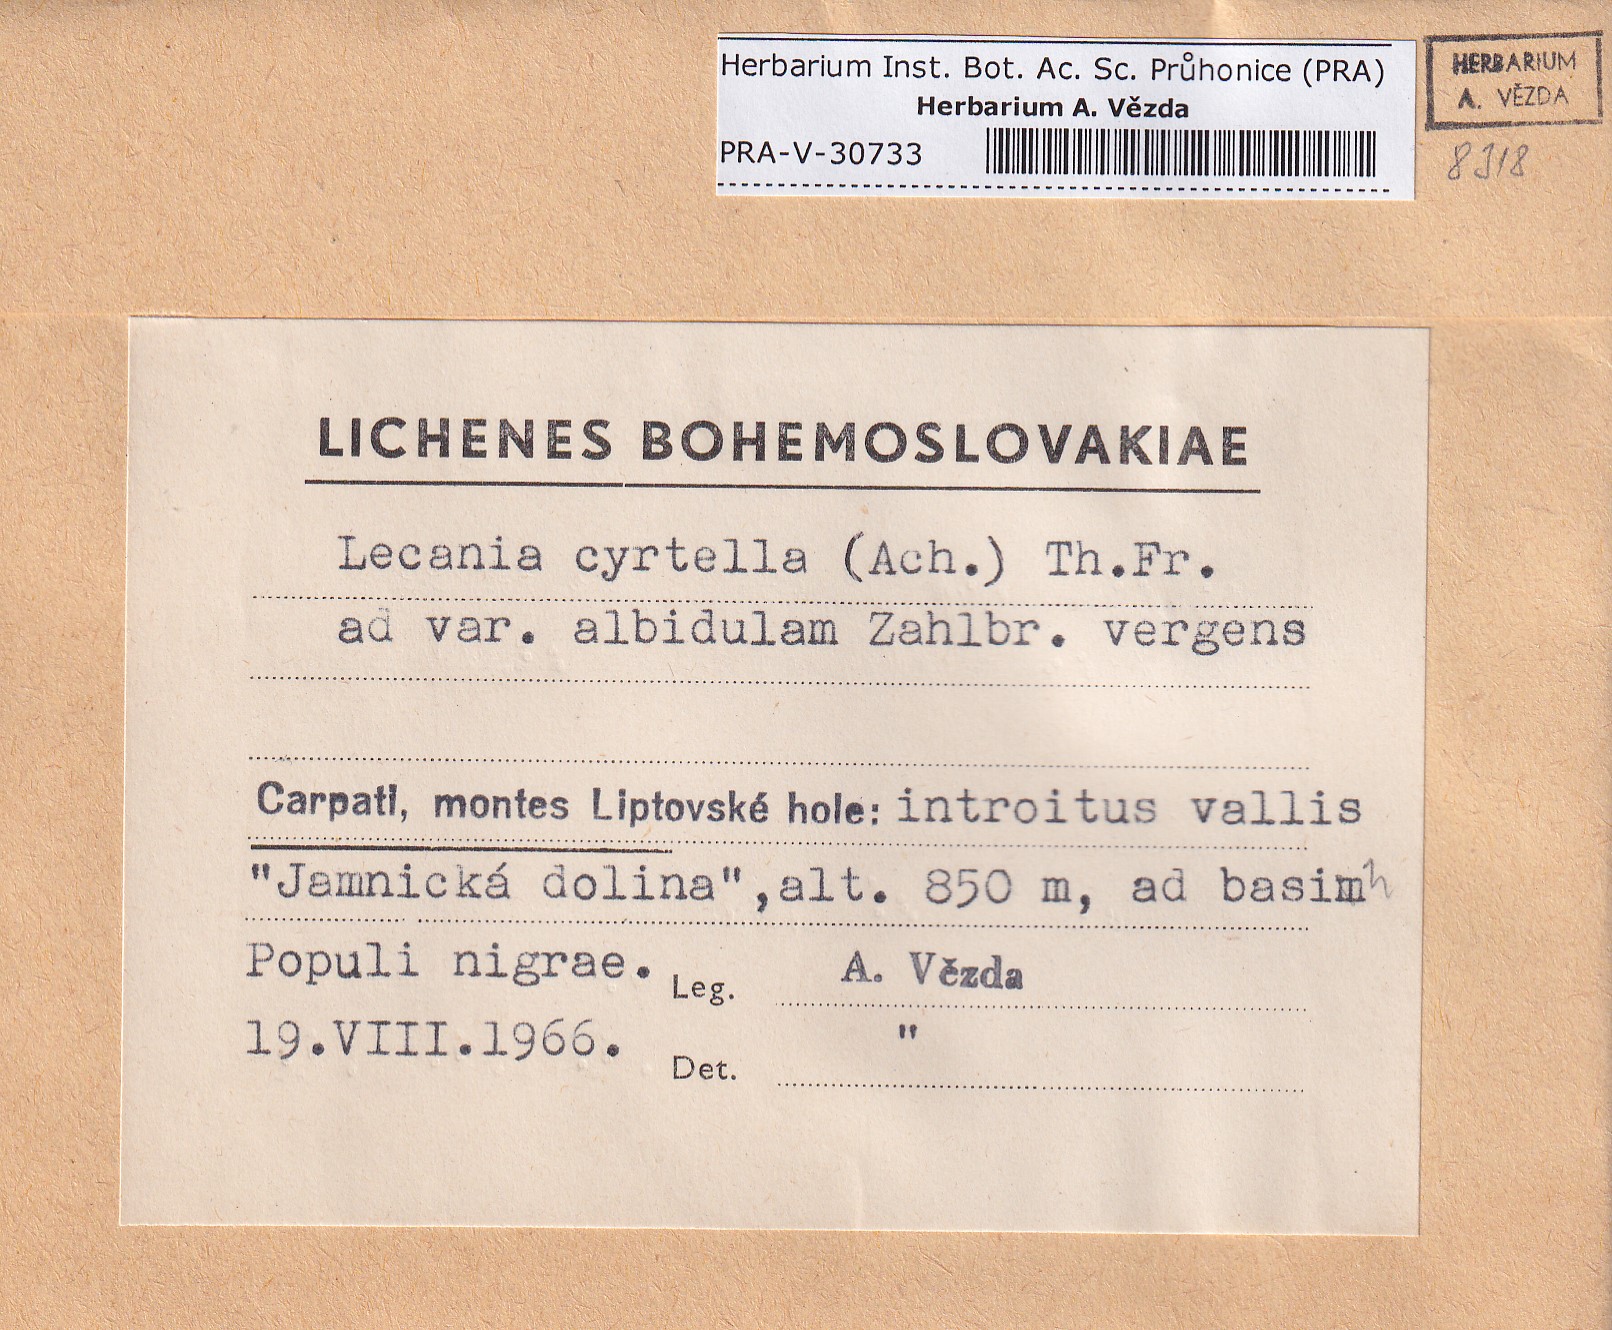 Herbarium Inst. Bot. Ac. Sc. Průhonice (PRA)
Herbarium A. Vězda
PRA-V-30733
HERBARIUM
A. VĚZDA
LICHENES BOHEMOSLOVAKIAE
Lecania cyrtella (Ach.) Th.Fr.
ad var. albidulam Zahlbr. vergens
Carpati, montes Liptovské hole: introitus vallis
"Jamnická dolina",alt. 850 m, ad basim
Populi nigrae.
Leg. A. Vězda
19.VIII.1966.
Det. "